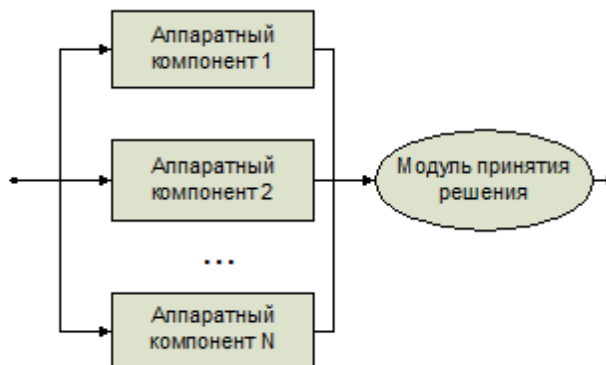 Аппаратный
компонент 1
Аппаратный
компонент 2
...
Аппаратный
компонент N
Модуль принятия
решения